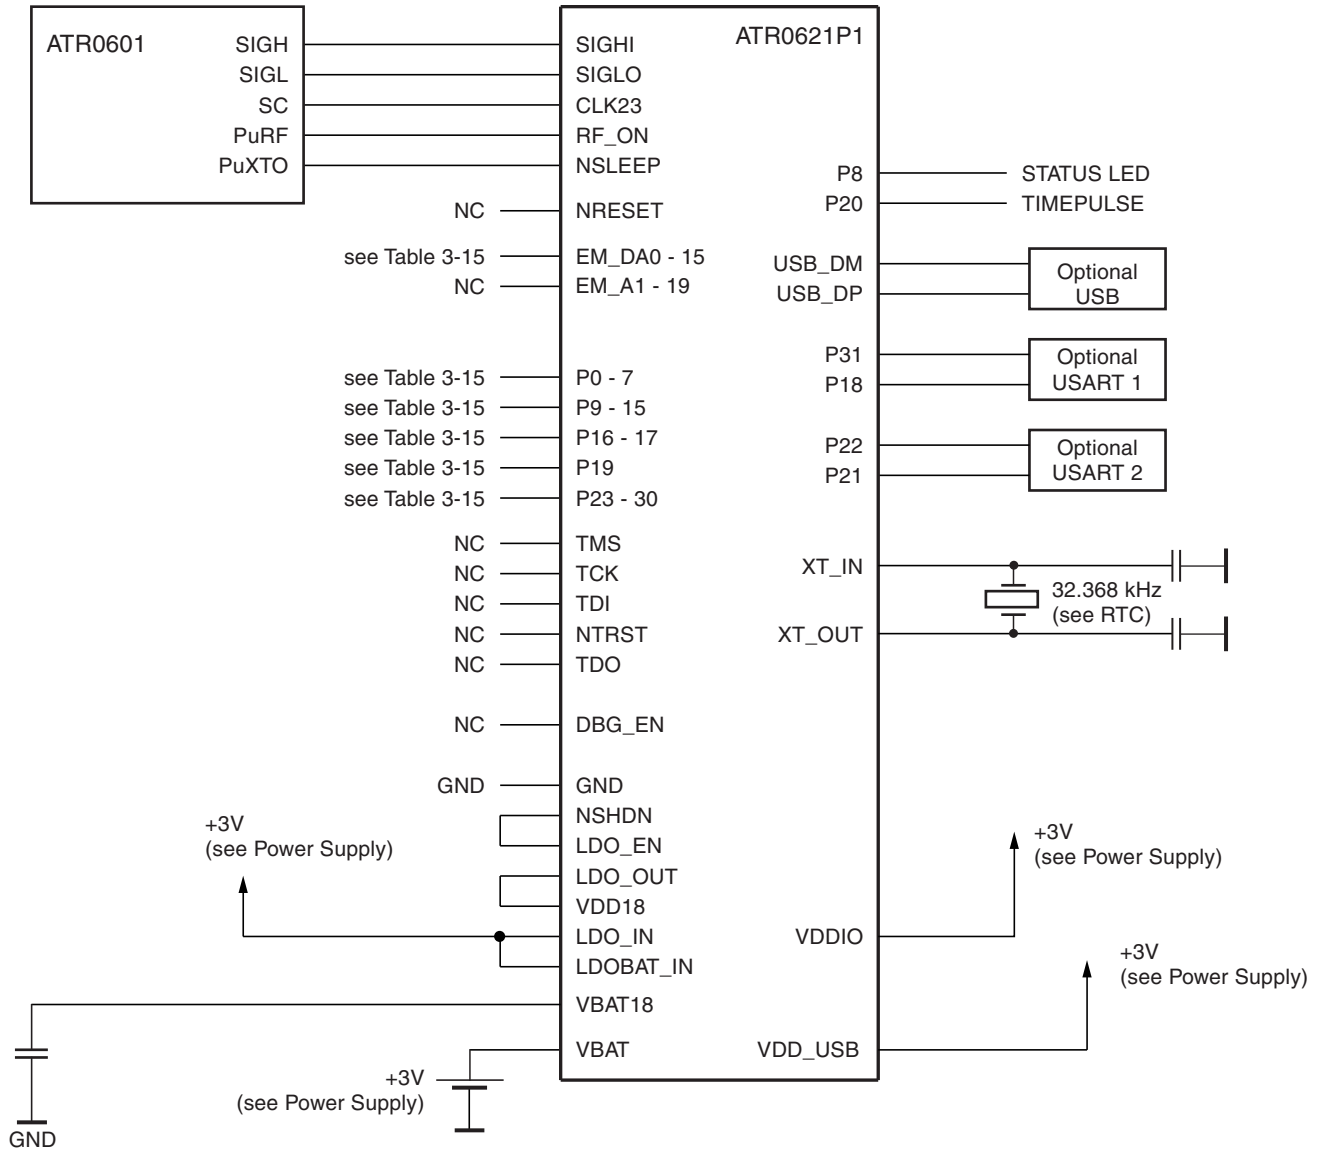 ATR0601
SIGH
SIGL
SC
PuRF
PuXTO
ATR0621P1
SIGHI
SIGLO
CLK23
RF_ON
NSLEEP
NC
NRESET
see Table 3-15
EM_DA0 - 15
NC
EM_A1 - 19
see Table 3-15
P0 - 7
see Table 3-15
P9 - 15
see Table 3-15
P16 - 17
see Table 3-15
P19
see Table 3-15
P23 - 30
NC
TMS
NC
TCK
NC
TDI
NC
NTRST
NC
TDO
NC
DBG_EN
GND
GND
NSHDN
LDO_EN
LDO_OUT
VDD18
LDO_IN
LDOBAT_IN
VBAT18
VBAT
+3V
(see Power Supply)
GND
+3V
(see Power Supply)
P8
STATUS LED
P20
TIMEPULSE
USB_DM
USB_DP
Optional
USB
P31
P18
Optional
USART 1
P22
P21
Optional
USART 2
XT_IN
XT_OUT
32.368 kHz
(see RTC)
VDDIO
+3V
(see Power Supply)
VDD_USB
+3V
(see Power Supply)